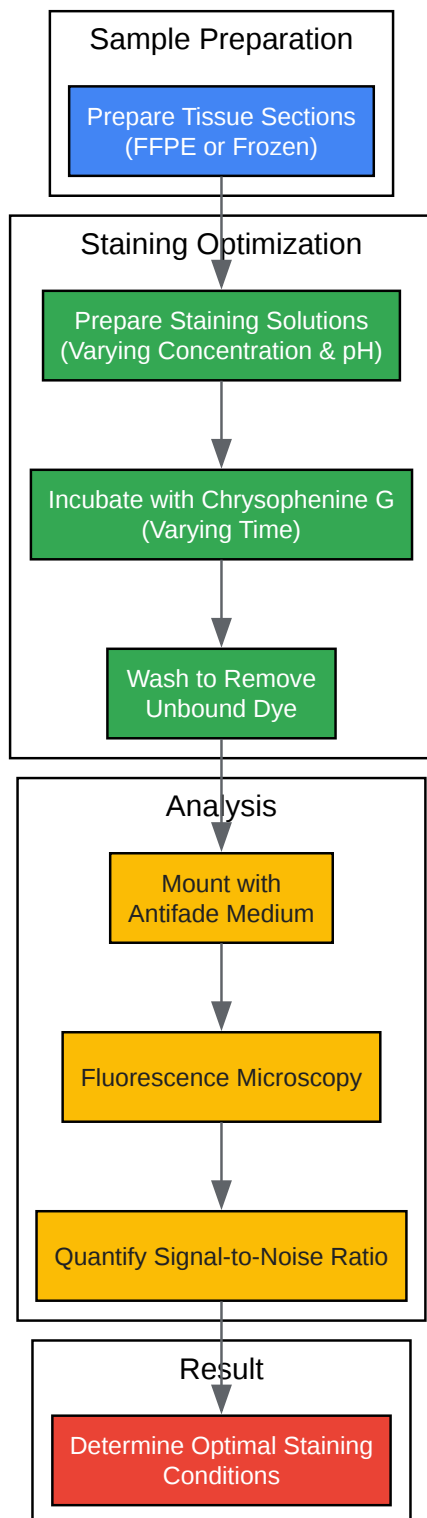 Sample Preparation
Prepare Tissue Sections
(FFPE or Frozen)
Staining Optimization
Prepare Staining Solutions
(Varying Concentration & pH)
Incubate with Chrysophenine G
(Varying Time)
Wash to Remove
Unbound Dye
Analysis
Mount with
Antifade Medium
Fluorescence Microscopy
Quantify Signal-to-Noise Ratio
Result
Determine Optimal Staining
Conditions